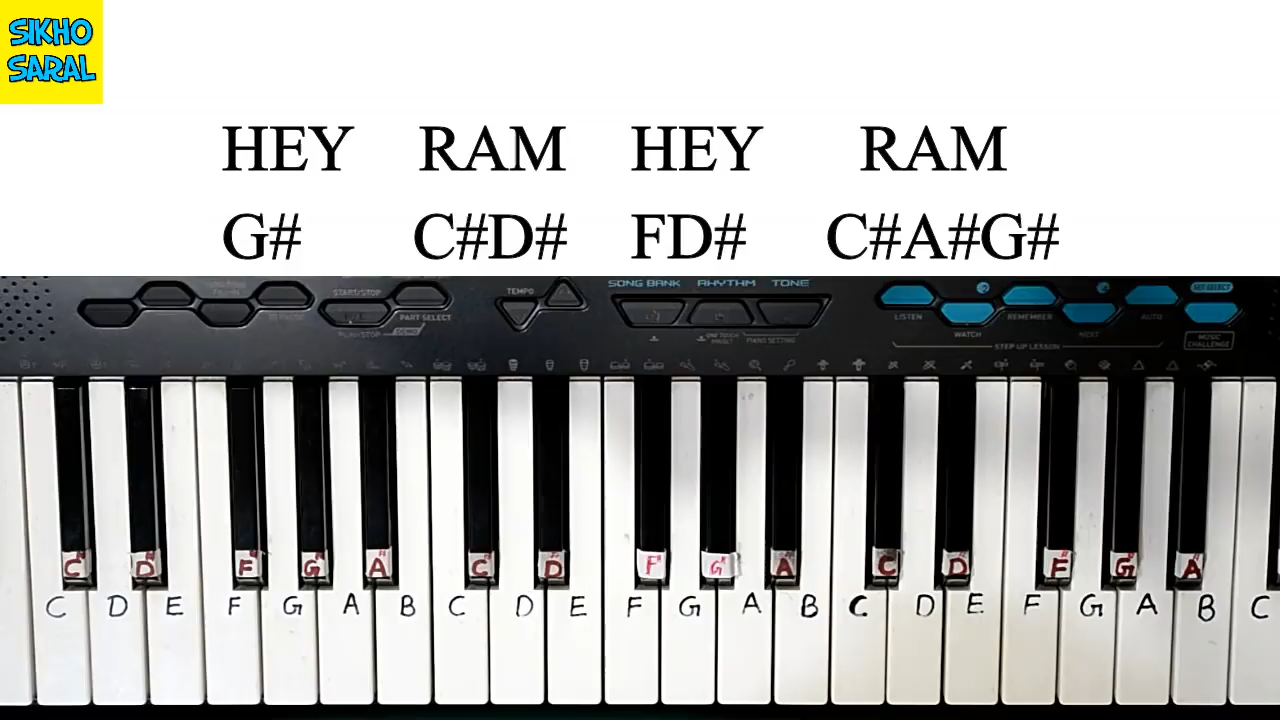 SIKHO
SARAL
HEY RAM HEY RAM
G# C#D# FD# C#A#G#
SONG BANK RHYTHM TONE
START/STOP TEMPO
PART SELECT
LISTEN REMEMBER AUTO
WATCH NEXT
STEP UP LESSON
MUSIC
CHALLENGE
C# D# F# G# A# C# D# F# G# A# C# D# F# G# A#
C D E F G A B C D E F G A B C D E F G A B C